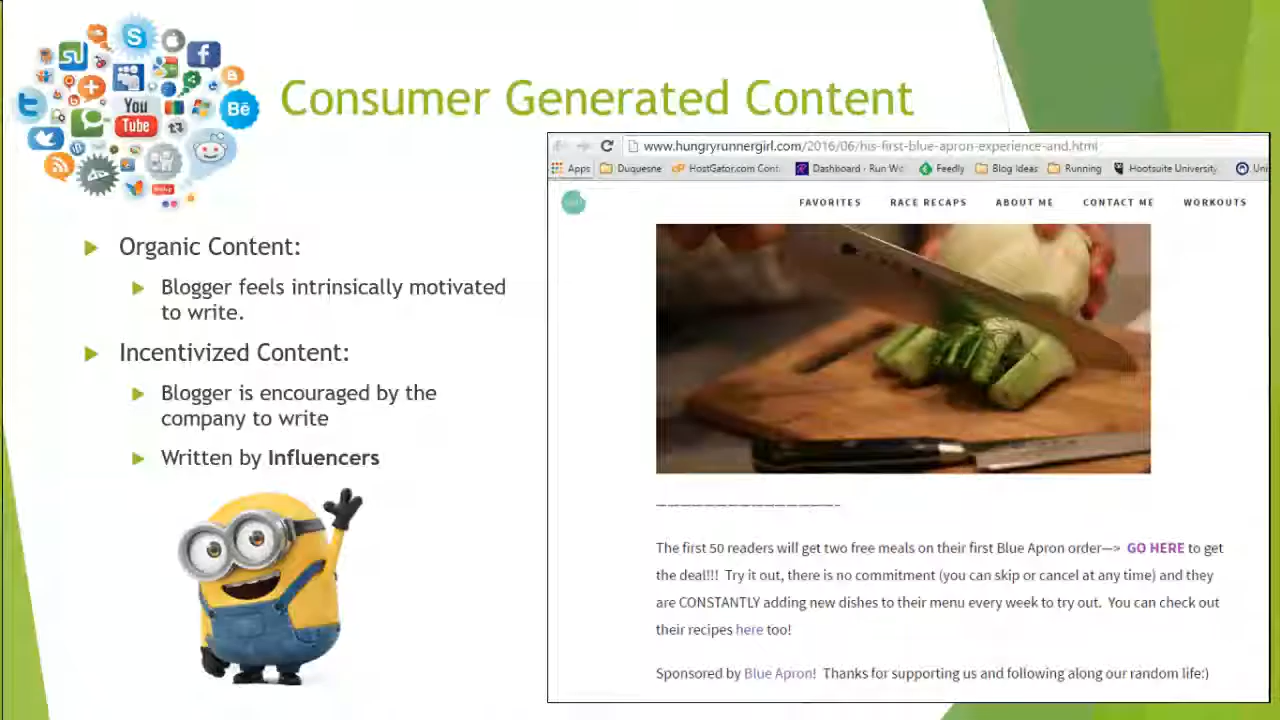 Consumer Generated Content
You
Tube
Bē
Organic Content:
Blogger feels intrinsically motivated
to write.
Incentivized Content:
Blogger is encouraged by the
company to write
Written by Influencers
www.hungryrunnergirl.com/2016/06/his-first-blue-apron-experience-and.html
Apps Duquesne HostGator.com Cont Dashboard - Run Wi Feedly Blog Ideas Running Hootsuite University
FAVORITES RACE RECAPS ABOUT ME CONTACT ME WORKOUTS
The first 50 readers will get two free meals on their first Blue Apron order—> GO HERE to get
the deal!!! Try it out, there is no commitment (you can skip or cancel at any time) and they
are CONSTANTLY adding new dishes to their menu every week to try out. You can check out
their recipes here too!
Sponsored by Blue Apron! Thanks for supporting us and following along our random life:)